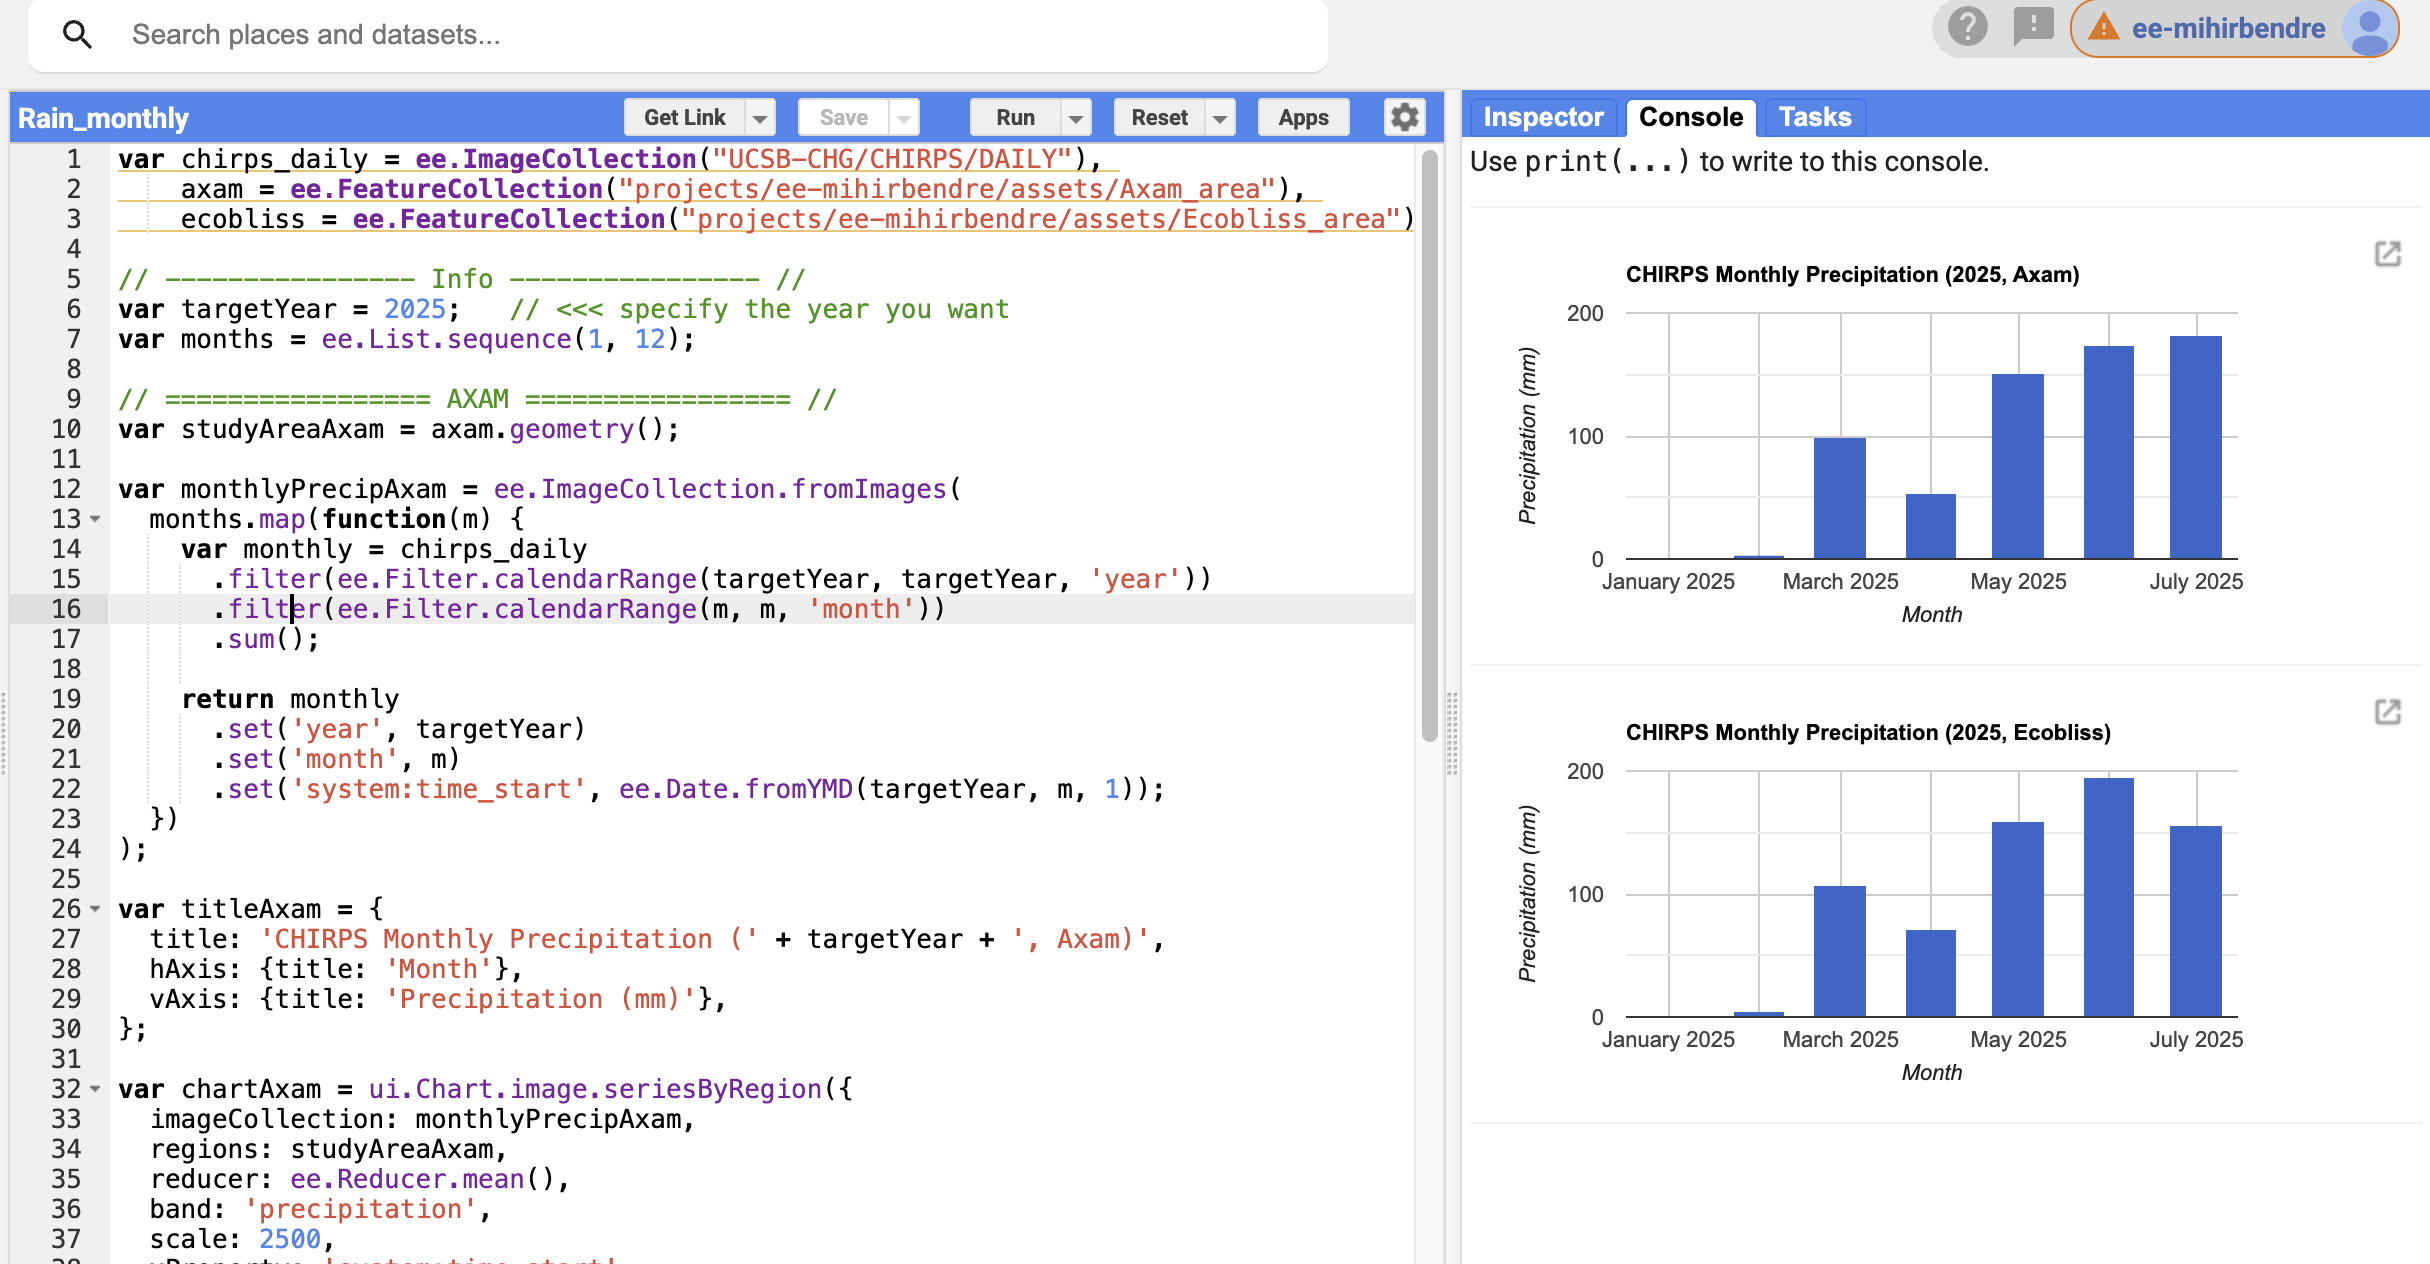 Search places and datasets...
ee-mihirbendre
Rain_monthly
Get Link
Save
Run
Reset
Apps
1 var chirps_daily = ee.ImageCollection("UCSB-CHG/CHIRPS/DAILY"),
2 axam = ee.FeatureCollection("projects/ee-mihirbendre/assets/Axam_area"),
3 ecobliss = ee.FeatureCollection("projects/ee-mihirbendre/assets/Ecobliss_area")
4
5 // ---------------- Info ---------------- //
6 var targetYear = 2025; // <<< specify the year you want
7 var months = ee.List.sequence(1, 12);
8
9 // ================= AXAM ================= //
10 var studyAreaAxam = axam.geometry();
11
12 var monthlyPrecipAxam = ee.ImageCollection.fromImages(
13 months.map(function(m) {
14 var monthly = chirps_daily
15 .filter(ee.Filter.calendarRange(targetYear, targetYear, 'year'))
16 .filter(ee.Filter.calendarRange(m, m, 'month'))
17 .sum();
18
19 return monthly
20 .set('year', targetYear)
21 .set('month', m)
22 .set('system:time_start', ee.Date.fromYMD(targetYear, m, 1));
23 })
24 );
25
26 var titleAxam = {
27 title: 'CHIRPS Monthly Precipitation (' + targetYear + ', Axam)',
28 hAxis: {title: 'Month'},
29 vAxis: {title: 'Precipitation (mm)'},
30 };
31
32 var chartAxam = ui.Chart.image.seriesByRegion({
33 imageCollection: monthlyPrecipAxam,
34 regions: studyAreaAxam,
35 reducer: ee.Reducer.mean(),
36 band: 'precipitation',
37 scale: 2500,
Inspector
Console
Tasks
Use print(...) to write to this console.
CHIRPS Monthly Precipitation (2025, Axam)
200
100
0
Precipitation (mm)
January 2025
March 2025
May 2025
July 2025
Month
CHIRPS Monthly Precipitation (2025, Ecobliss)
200
100
0
Precipitation (mm)
January 2025
March 2025
May 2025
July 2025
Month